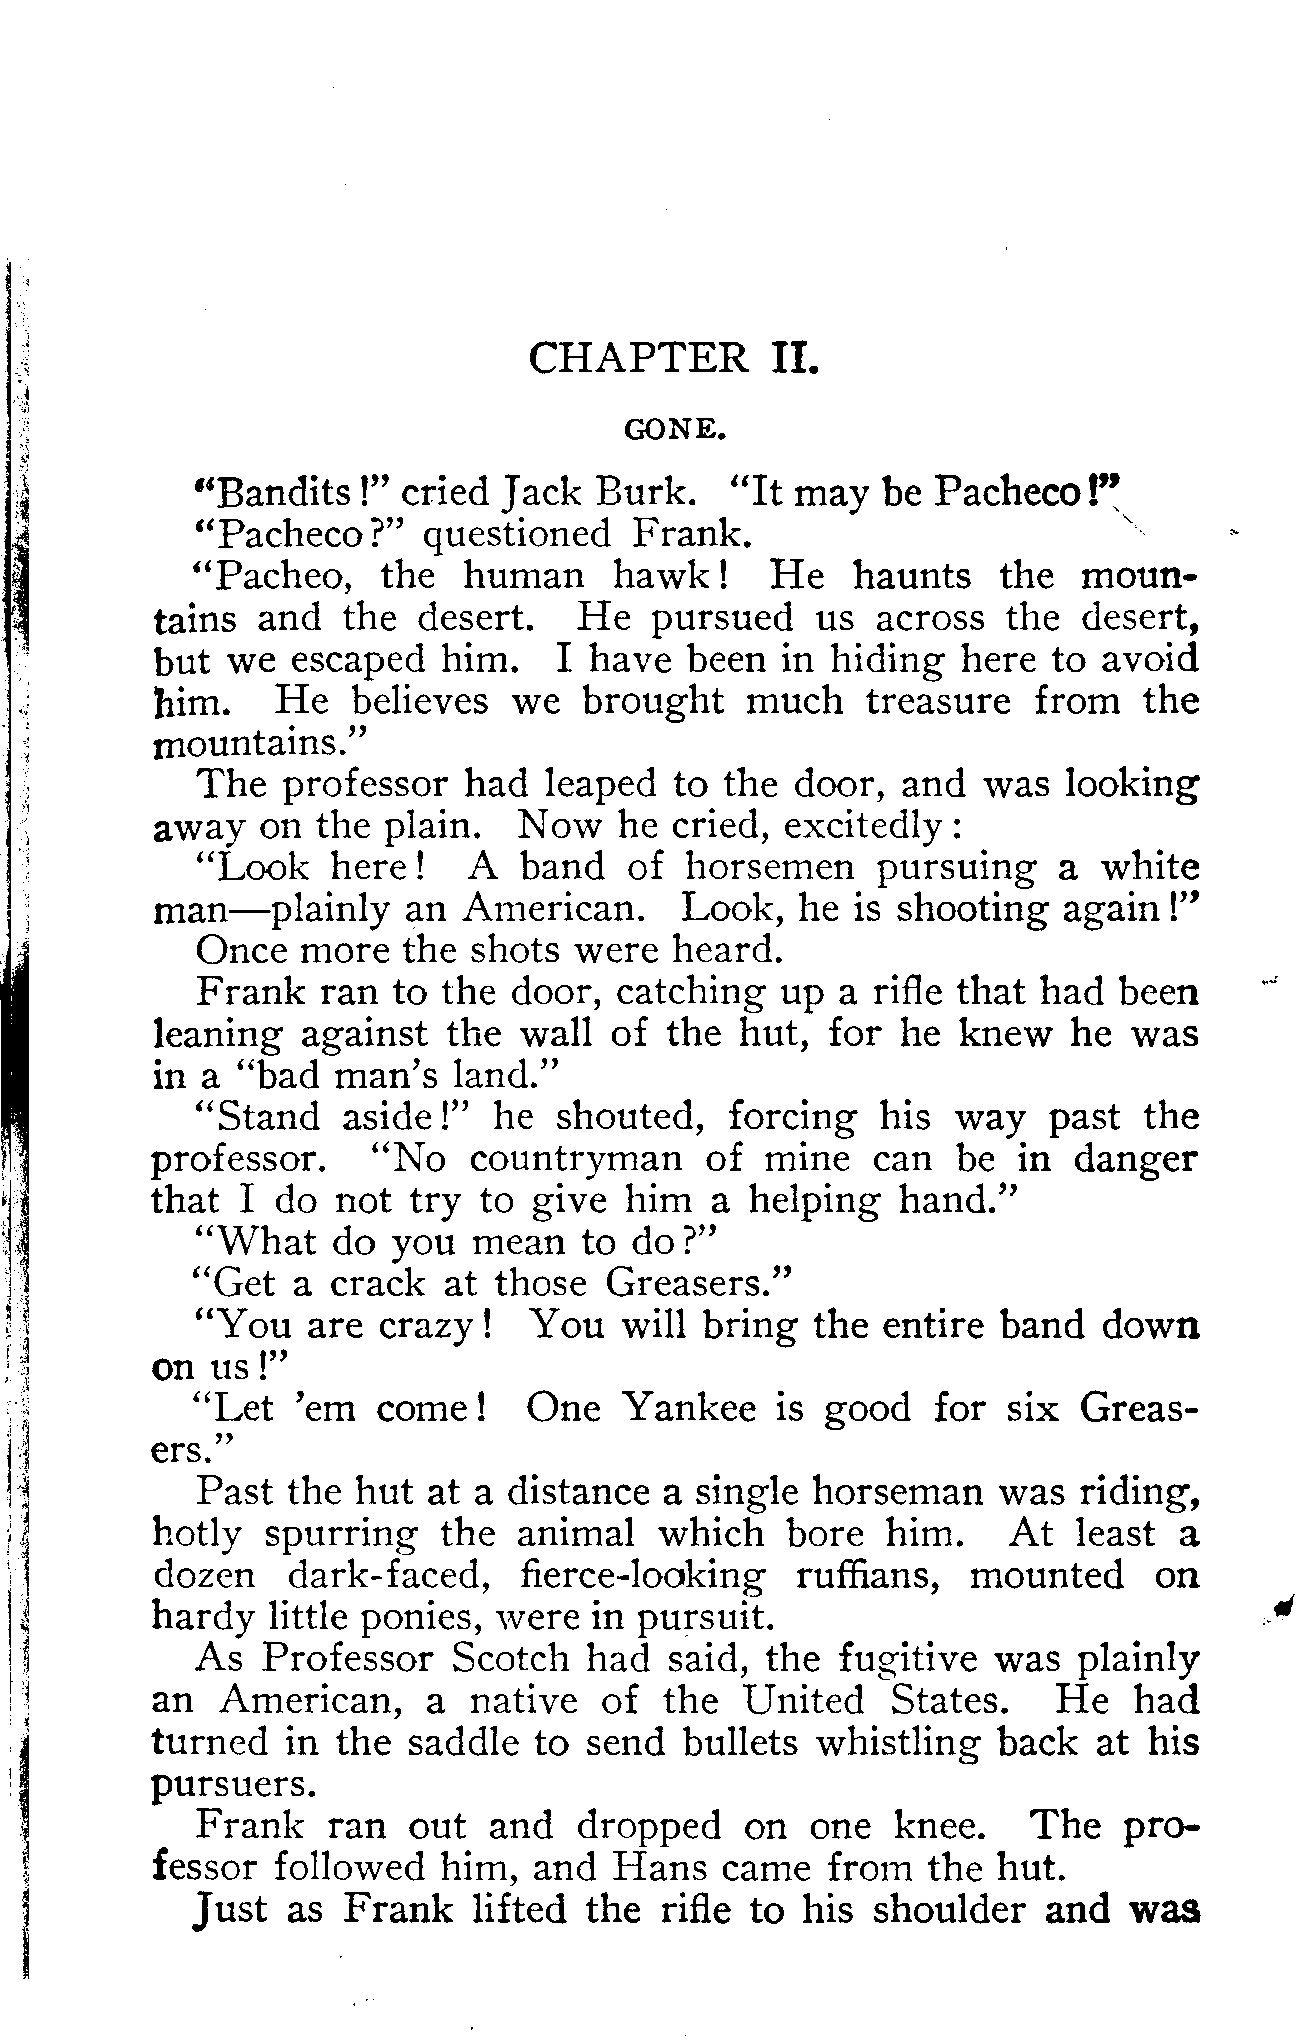 CHAPTER II.
GONE.
"Bandits!" cried Jack Burk. "It may be Pacheco!"
"Pacheco?" questioned Frank.
"Pacheo, the human hawk! He haunts the moun-
tains and the desert. He pursued us across the desert,
but we escaped him. I have been in hiding here to avoid
him. He believes we brought much treasure from the
mountains."
The professor had leaped to the door, and was looking
away on the plain. Now he cried, excitedly:
"Look here! A band of horsemen pursuing a white
man—plainly an American. Look, he is shooting again!"
Once more the shots were heard.
Frank ran to the door, catching up a rifle that had been
leaning against the wall of the hut, for he knew he was
in a "bad man's land."
"Stand aside!" he shouted, forcing his way past the
professor. "No countryman of mine can be in danger
that I do not try to give him a helping hand."
"What do you mean to do?"
"Get a crack at those Greasers."
"You are crazy! You will bring the entire band down
on us!"
"Let 'em come! One Yankee is good for six Greas-
ers."
Past the hut at a distance a single horseman was riding,
hotly spurring the animal which bore him. At least a
dozen dark-faced, fierce-looking ruffians, mounted on
hardy little ponies, were in pursuit.
As Professor Scotch had said, the fugitive was plainly
an American, a native of the United States. He had
turned in the saddle to send bullets whistling back at his
pursuers.
Frank ran out and dropped on one knee. The pro-
fessor followed him, and Hans came from the hut.
Just as Frank lifted the rifle to his shoulder and was